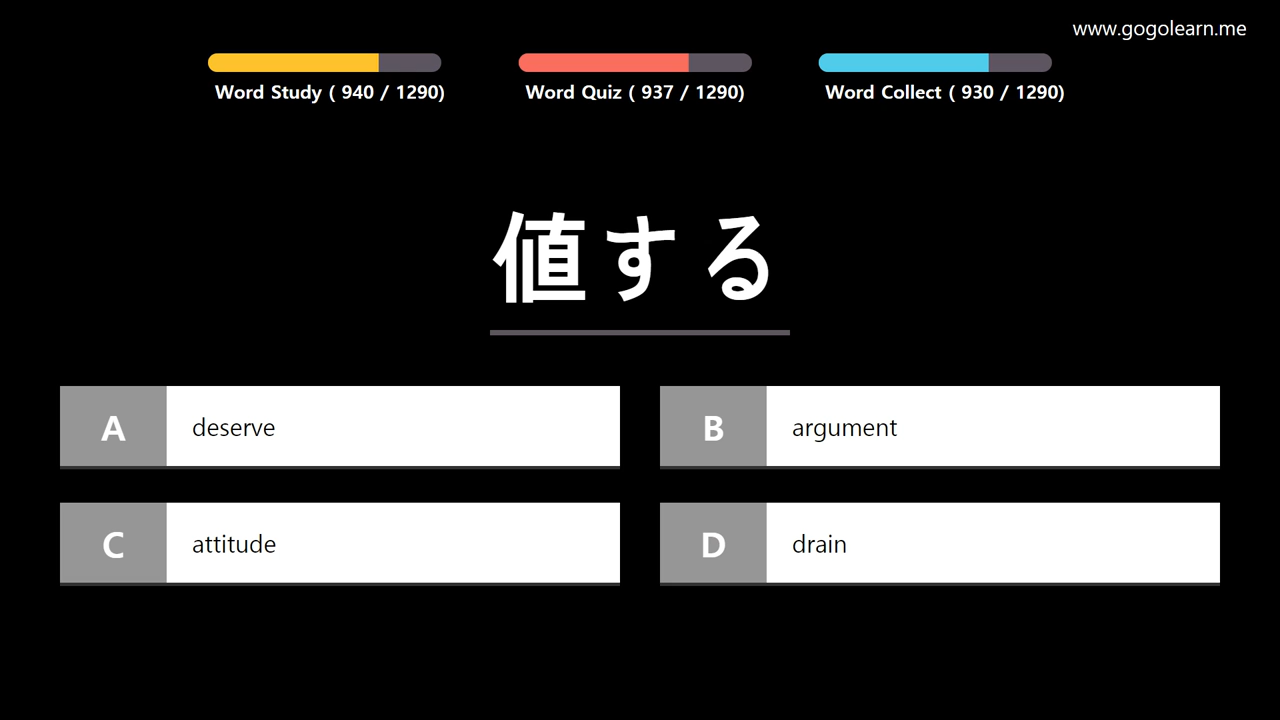 www.gogolearn.me
Word Study ( 940 / 1290)
Word Quiz ( 937 / 1290)
Word Collect ( 930 / 1290)
値する
A deserve
B argument
C attitude
D drain